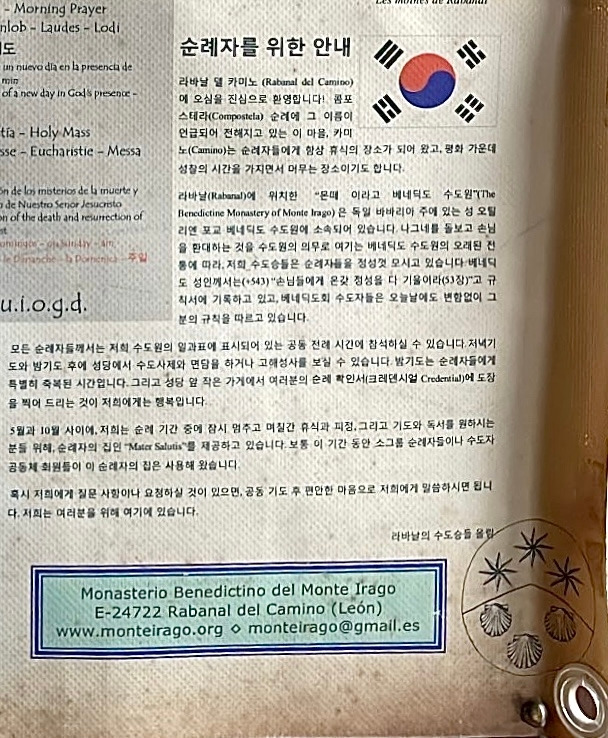 Les moines de Rabanal
- Morning Prayer
nlob - Laudes - Lodi
도
un nuevo día en la presencia de
min
of a new day in God's presence -
tía - Holy Mass
sse - Eucharistie - Messa
ón de los misterios de la muerte y
o de Nuestro Senor Jesucristo
on of the death and resurrection of
st
omingos - on Sunday - am
le Dimanche - la Domenica - 주일
u.i.o.g.d.
순례자를 위한 안내
라바날 델 카미노 (Rabanal del Camino)
에 오심을 진심으로 환영합니다! 콤포
스테라(Compostela) 순례에 그 이름이
언급되어 전해지고 있는 이 마을, 카미
노(Camino)는 순례자들에게 항상 휴식의 장소가 되어 왔고, 평화 가운데
성찰의 시간을 가지면서 머무는 장소이기도 합니다.
라바날(Rabanal)에 위치한 "몬떼 이라고 베네딕도 수도원"(The
Benedictine Monastery of Monte Irago) 은 독일 바바리아 주에 있는 성 오틸
리엔 포교 베네딕도 수도원에 소속되어 있습니다. 나그네를 돌보고 손님
을 환대하는 것을 수도원의 의무로 여기는 베네딕도 수도원의 오래된 전
통에 따라, 저희 수도승들은 순례자들을 정성껏 모시고 있습니다. 베네딕
도 성인께서는(+543) "손님들에게 온갖 정성을 다 기울이라(53장)"고 규
칙서에 기록하고 있고, 베네딕도회 수도자들은 오늘날에도 변함없이 그
분의 규칙을 따르고 있습니다.
모든 순례자들께서는 저희 수도원의 일과표에 표시되어 있는 공동 전례 시간에 참석하실 수 있습니다. 저녁기
도와 밤기도 후에 성당에서 수도사제와 면담을 하거나 고해성사를 보실 수 있습니다. 밤기도는 순례자들에게
특별히 축복된 시간입니다. 그리고 성당 앞 작은 가게에서 여러분의 순례 확인서(크레덴시얼 Credential)에 도장
을 찍어 드리는 것이 저희에게는 행복입니다.
5월과 10월 사이에, 저희는 순례 기간 중에 잠시 멈추고 며칠간 휴식과 피정, 그리고 기도와 독서를 원하시는
분들 위해, 순례자의 집인 "Mater Salutis"를 제공하고 있습니다. 보통 이 기간 동안 소그룹 순례자들이나 수도자
공동체 회원들이 이 순례자의 집은 사용해 왔습니다.
혹시 저희에게 질문 사항이나 요청하실 것이 있으면, 공동 기도 후 편안한 마음으로 저희에게 말씀하시면 됩니
다. 저희는 여러분을 위해 여기에 있습니다.
라바날의 수도승들 올림
Monasterio Benedictino del Monte Irago
E-24722 Rabanal del Camino (León)
www.monteirago.org ◇ monteirago@gmail.es